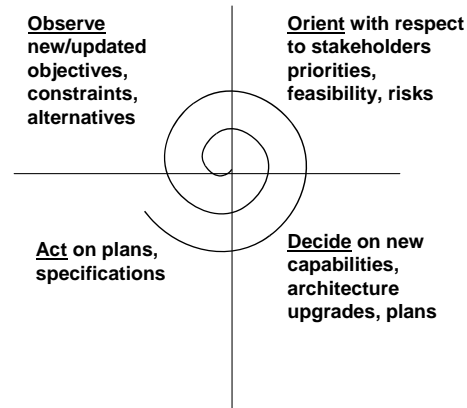 Observe
new/updated
objectives,
constraints,
alternatives
Orient with respect
to stakeholders
priorities,
feasibility, risks
Act on plans,
specifications
Decide on new
capabilities,
architecture
upgrades, plans